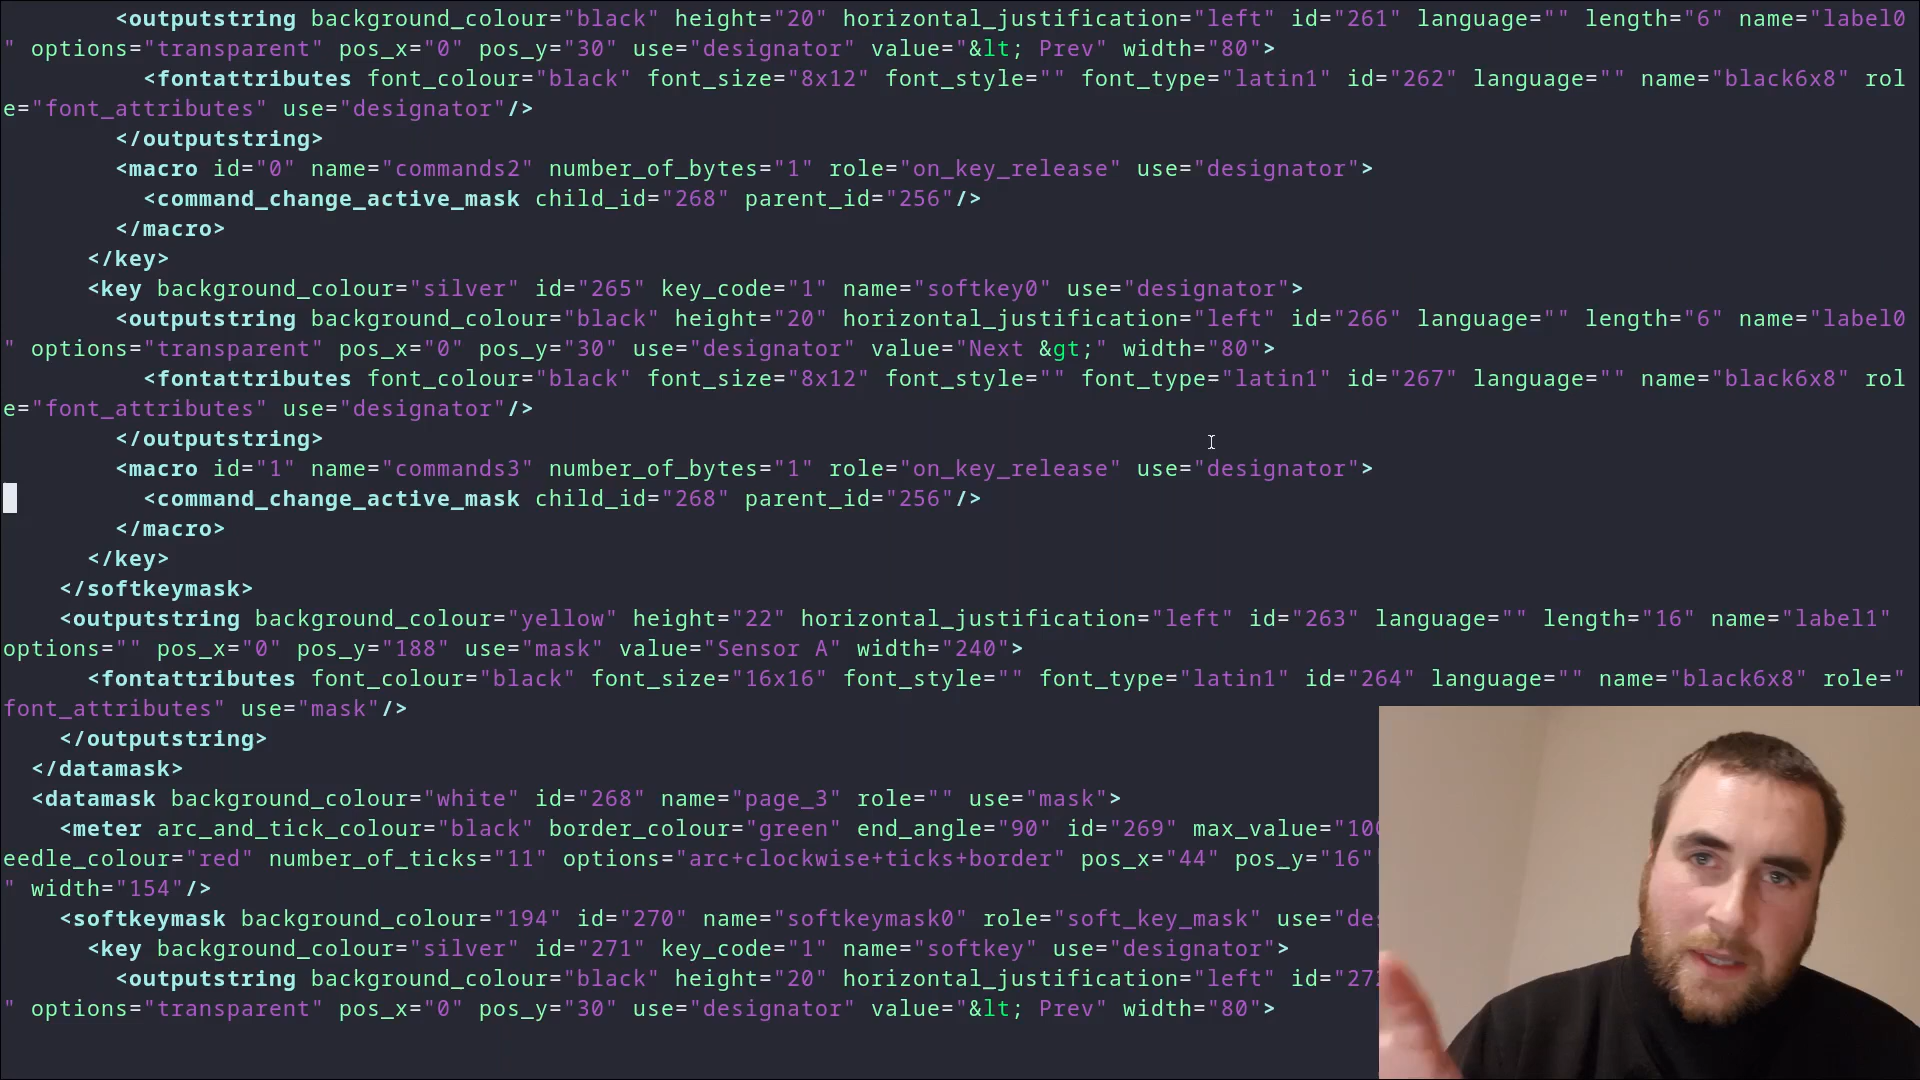 <outputstring background_colour="black" height="20" horizontal_justification="left" id="261" language="" length="6" name="label0
" options="transparent" pos_x="0" pos_y="30" use="designator" value="&lt; Prev" width="80">
<fontattributes font_colour="black" font_size="8x12" font_style="" font_type="latin1" id="262" language="" name="black6x8" rol
e="font_attributes" use="designator"/>
</outputstring>
<macro id="0" name="commands2" number_of_bytes="1" role="on_key_release" use="designator">
<command_change_active_mask child_id="268" parent_id="256"/>
</macro>
</key>
<key background_colour="silver" id="265" key_code="1" name="softkey0" use="designator">
<outputstring background_colour="black" height="20" horizontal_justification="left" id="266" language="" length="6" name="label0
" options="transparent" pos_x="0" pos_y="30" use="designator" value="Next &gt;" width="80">
<fontattributes font_colour="black" font_size="8x12" font_style="" font_type="latin1" id="267" language="" name="black6x8" rol
e="font_attributes" use="designator"/>
</outputstring>
<macro id="1" name="commands3" number_of_bytes="1" role="on_key_release" use="designator">
<command_change_active_mask child_id="268" parent_id="256"/>
</macro>
</key>
</softkeymask>
<outputstring background_colour="yellow" height="22" horizontal_justification="left" id="263" language="" length="16" name="label1"
options="" pos_x="0" pos_y="188" use="mask" value="Sensor A" width="240">
<fontattributes font_colour="black" font_size="16x16" font_style="" font_type="latin1" id="264" language="" name="black6x8" role="
font_attributes" use="mask"/>
</outputstring>
</datamask>
<datamask background_colour="white" id="268" name="page_3" role="" use="mask">
<meter arc_and_tick_colour="black" border_colour="green" end_angle="90" id="269" max_value="100
eedle_colour="red" number_of_ticks="11" options="arc+clockwise+ticks+border" pos_x="44" pos_y="16"
" width="154"/>
<softkeymask background_colour="194" id="270" name="softkeymask0" role="soft_key_mask" use="des
<key background_colour="silver" id="271" key_code="1" name="softkey" use="designator">
<outputstring background_colour="black" height="20" horizontal_justification="left" id="272
" options="transparent" pos_x="0" pos_y="30" use="designator" value="&lt; Prev" width="80">